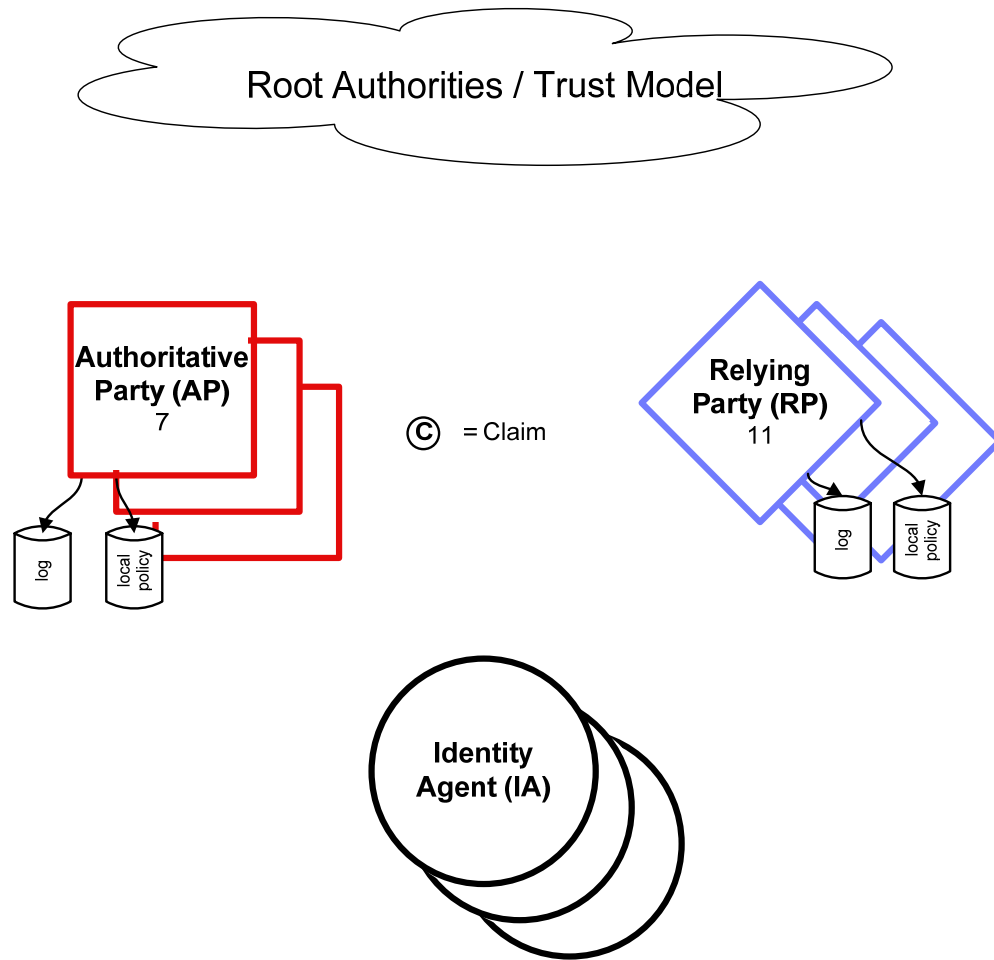 Root Authorities / Trust Model
Authoritative
Party (AP)
7
log
local
policy
C = Claim
Relying
Party (RP)
11
log
local
policy
Identity
Agent (IA)